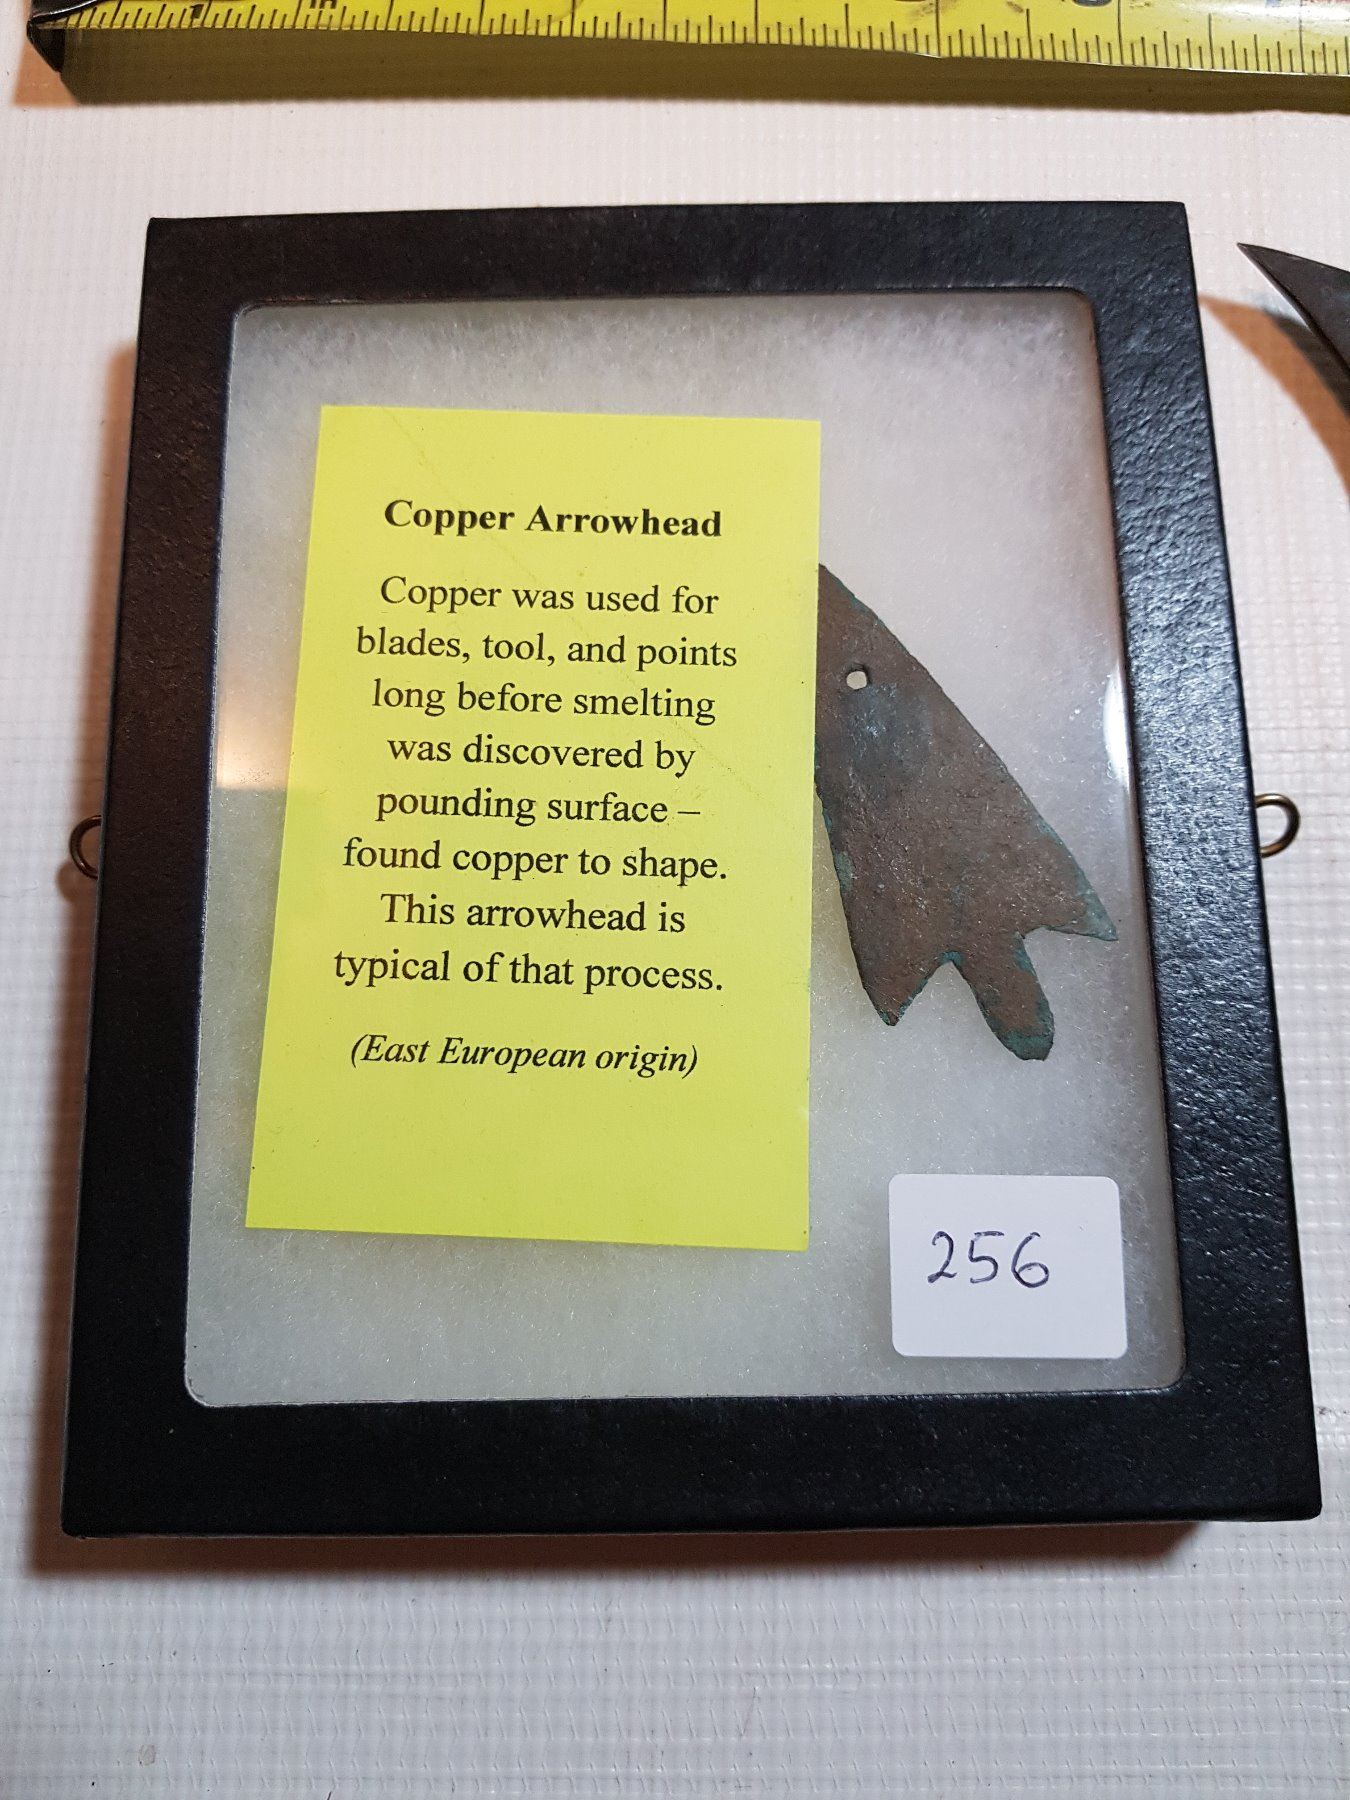 Copper Arrowhead
Copper was used for
blades, tool, and points
long before smelting
was discovered by
pounding surface –
found copper to shape.
This arrowhead is
typical of that process.
(East European origin)
256